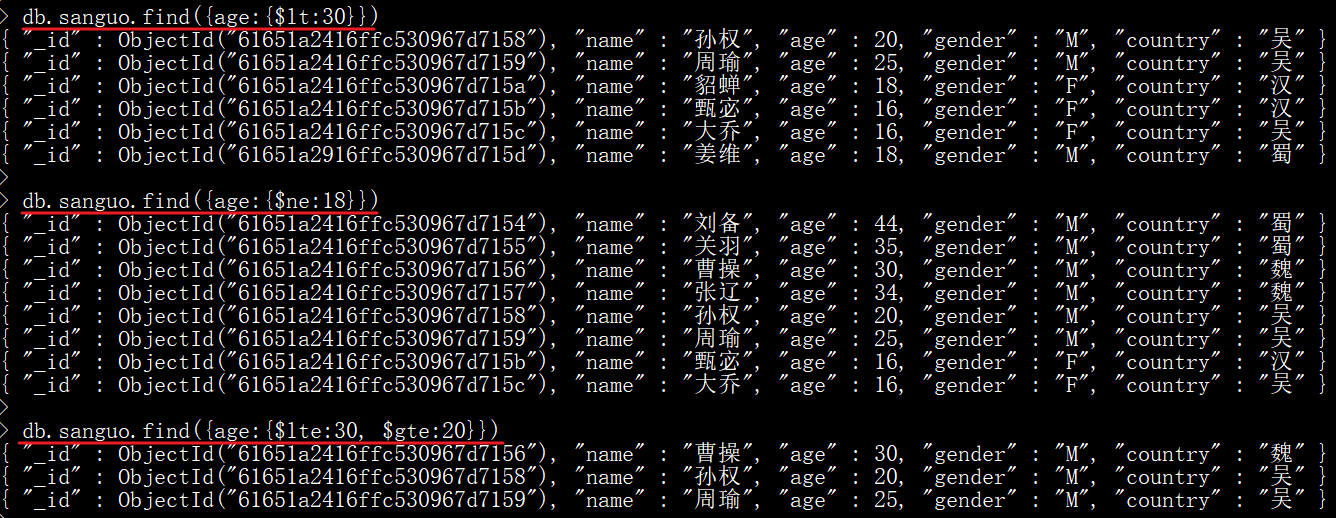 > db.sanguo.find({age:{$lt:30}})
{ "_id" : ObjectId("61651a2416ffc530967d7158"), "name" : "孙权", "age" : 20, "gender" : "M", "country" : "吴" }
{ "_id" : ObjectId("61651a2416ffc530967d7159"), "name" : "周瑜", "age" : 25, "gender" : "M", "country" : "吴" }
{ "_id" : ObjectId("61651a2416ffc530967d715a"), "name" : "貂蝉", "age" : 18, "gender" : "F", "country" : "汉" }
{ "_id" : ObjectId("61651a2416ffc530967d715b"), "name" : "甄宓", "age" : 16, "gender" : "F", "country" : "汉" }
{ "_id" : ObjectId("61651a2416ffc530967d715c"), "name" : "大乔", "age" : 16, "gender" : "F", "country" : "吴" }
{ "_id" : ObjectId("61651a2916ffc530967d715d"), "name" : "姜维", "age" : 18, "gender" : "M", "country" : "蜀" }
>
> db.sanguo.find({age:{$ne:18}})
{ "_id" : ObjectId("61651a2416ffc530967d7154"), "name" : "刘备", "age" : 44, "gender" : "M", "country" : "蜀" }
{ "_id" : ObjectId("61651a2416ffc530967d7155"), "name" : "关羽", "age" : 35, "gender" : "M", "country" : "蜀" }
{ "_id" : ObjectId("61651a2416ffc530967d7156"), "name" : "曹操", "age" : 30, "gender" : "M", "country" : "魏" }
{ "_id" : ObjectId("61651a2416ffc530967d7157"), "name" : "张辽", "age" : 34, "gender" : "M", "country" : "魏" }
{ "_id" : ObjectId("61651a2416ffc530967d7158"), "name" : "孙权", "age" : 20, "gender" : "M", "country" : "吴" }
{ "_id" : ObjectId("61651a2416ffc530967d7159"), "name" : "周瑜", "age" : 25, "gender" : "M", "country" : "吴" }
{ "_id" : ObjectId("61651a2416ffc530967d715b"), "name" : "甄宓", "age" : 16, "gender" : "F", "country" : "汉" }
{ "_id" : ObjectId("61651a2416ffc530967d715c"), "name" : "大乔", "age" : 16, "gender" : "F", "country" : "吴" }
>
> db.sanguo.find({age:{$lte:30, $gte:20}})
{ "_id" : ObjectId("61651a2416ffc530967d7156"), "name" : "曹操", "age" : 30, "gender" : "M", "country" : "魏" }
{ "_id" : ObjectId("61651a2416ffc530967d7158"), "name" : "孙权", "age" : 20, "gender" : "M", "country" : "吴" }
{ "_id" : ObjectId("61651a2416ffc530967d7159"), "name" : "周瑜", "age" : 25, "gender" : "M", "country" : "吴" }
>